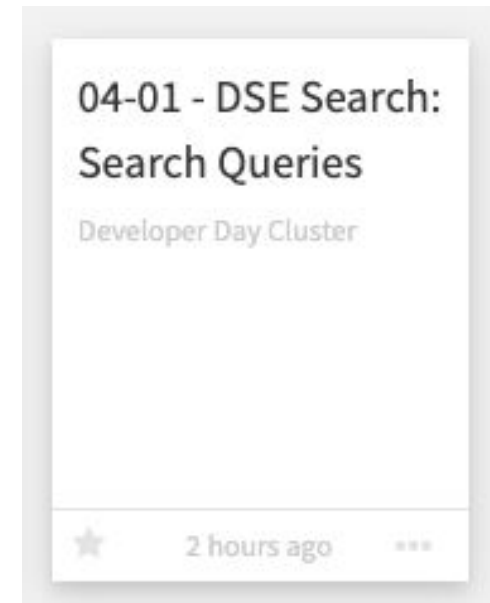 04-01 - DSE Search:
Search Queries
Developer Day Cluster
2 hours ago